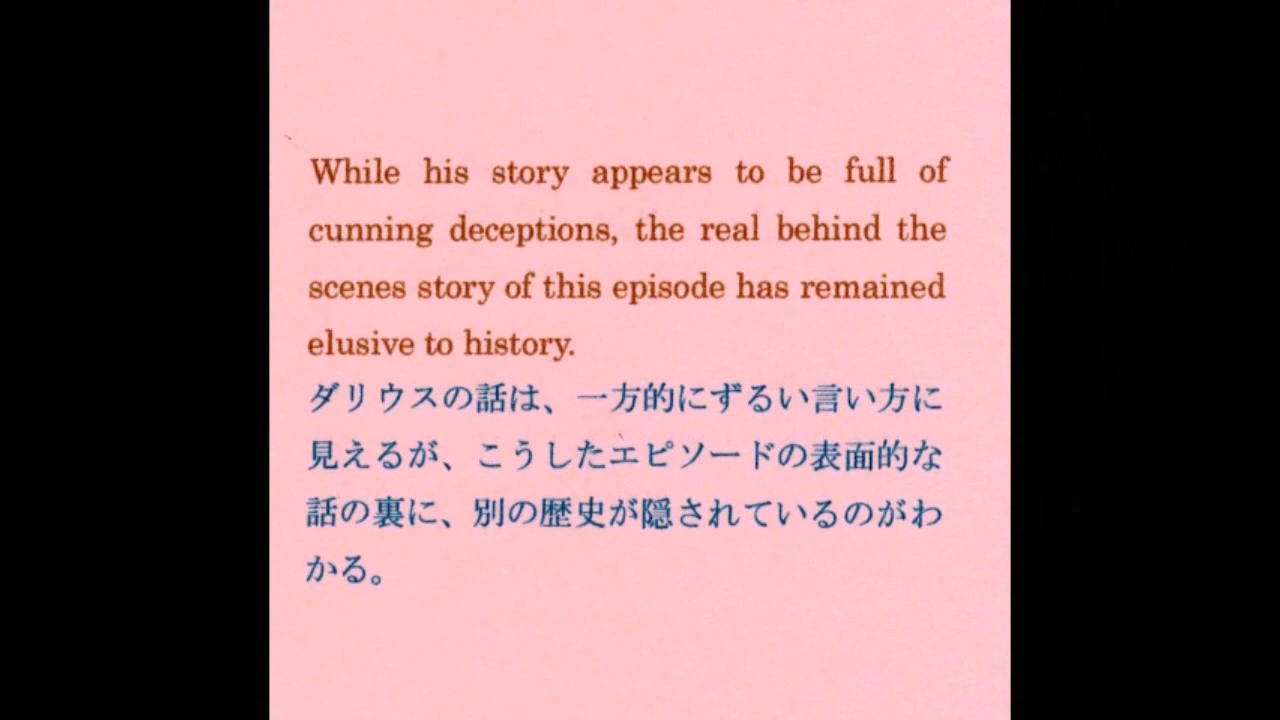 While his story appears to be full of
cunning deceptions, the real behind the
scenes story of this episode has remained
elusive to history.
ダリウスの話は、一方的にずるい言い方に
見えるが、こうしたエピソードの表面的な
話の裏に、別の歴史が隠されているのがわ
かる。